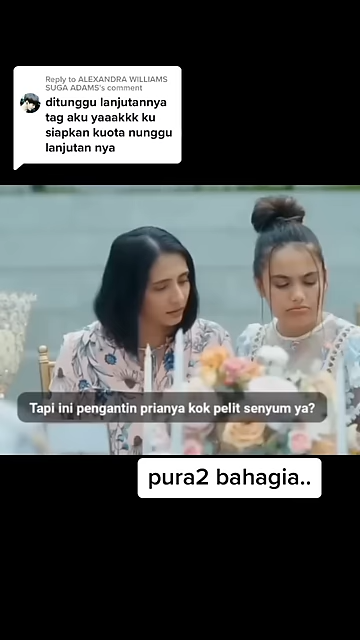 Reply to ALEXANDRA WILLIAMS
SUGA ADAMS's comment
ditunggu lanjutannya
tag aku yaaakkk ku
siapkan kuota nunggu
lanjutan nya
Tapi ini pengantin prianya kok pelit senyum ya?
pura2 bahagia..